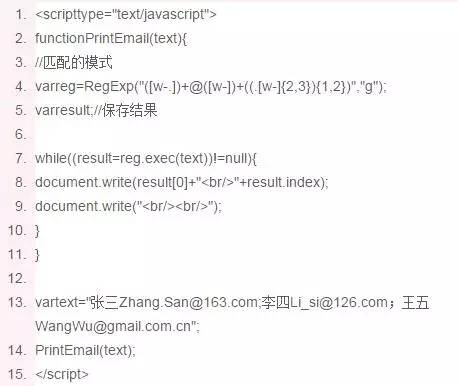 1. <scripttype="text/javascript">
2. functionPrintEmail(text){
3. //匹配的模式
4. varreg=RegExp("([w-.])+@([w-])+((.[w-]{2,3}){1,2})","g");
5. varresult;//保存结果
6.
7. while((result=reg.exec(text))!=null){
8. document.write(result[0]+"<br/>"+result.index);
9. document.write("<br/><br/>");
10. }
11. }
12.
13. vartext="张三Zhang.San@163.com;李四Li_si@126.com；王五
WangWu@gmail.com.cn";
14. PrintEmail(text);
15. </script>